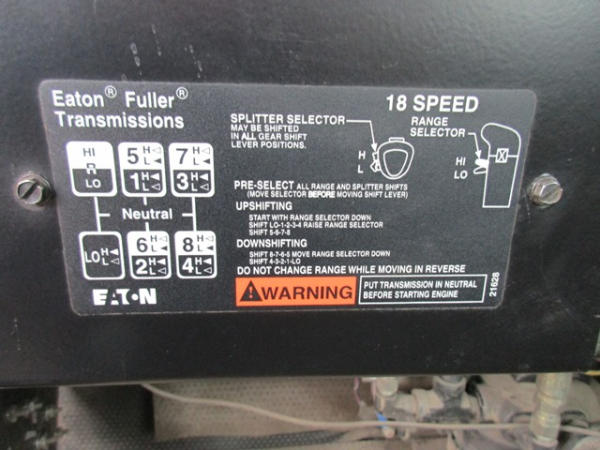 Eaton® Fuller®
Transmissions
18 SPEED
SPLITTER SELECTOR
MAY BE SHIFTED
IN ALL GEAR SHIFT
LEVER POSITIONS.
H
L
RANGE
SELECTOR
HI
LO
HI
R
LO
5 H L
1 H L
7 H L
3 H L
Neutral
LO H L
6 H L
2 H L
8 H L
4 H L
EATON
PRE-SELECT ALL RANGE AND SPLITTER SHIFTS
(MOVE SELECTOR BEFORE MOVING SHIFT LEVER)
UPSHIFTING
START WITH RANGE SELECTOR DOWN
SHIFT LO-1-2-3-4 RAISE RANGE SELECTOR
SHIFT 5-6-7-8
DOWNSHIFTING
SHIFT 8-7-6-5 MOVE RANGE SELECTOR DOWN
SHIFT 4-3-2-1-LO
DO NOT CHANGE RANGE WHILE MOVING IN REVERSE
WARNING
PUT TRANSMISSION IN NEUTRAL
BEFORE STARTING ENGINE
21628